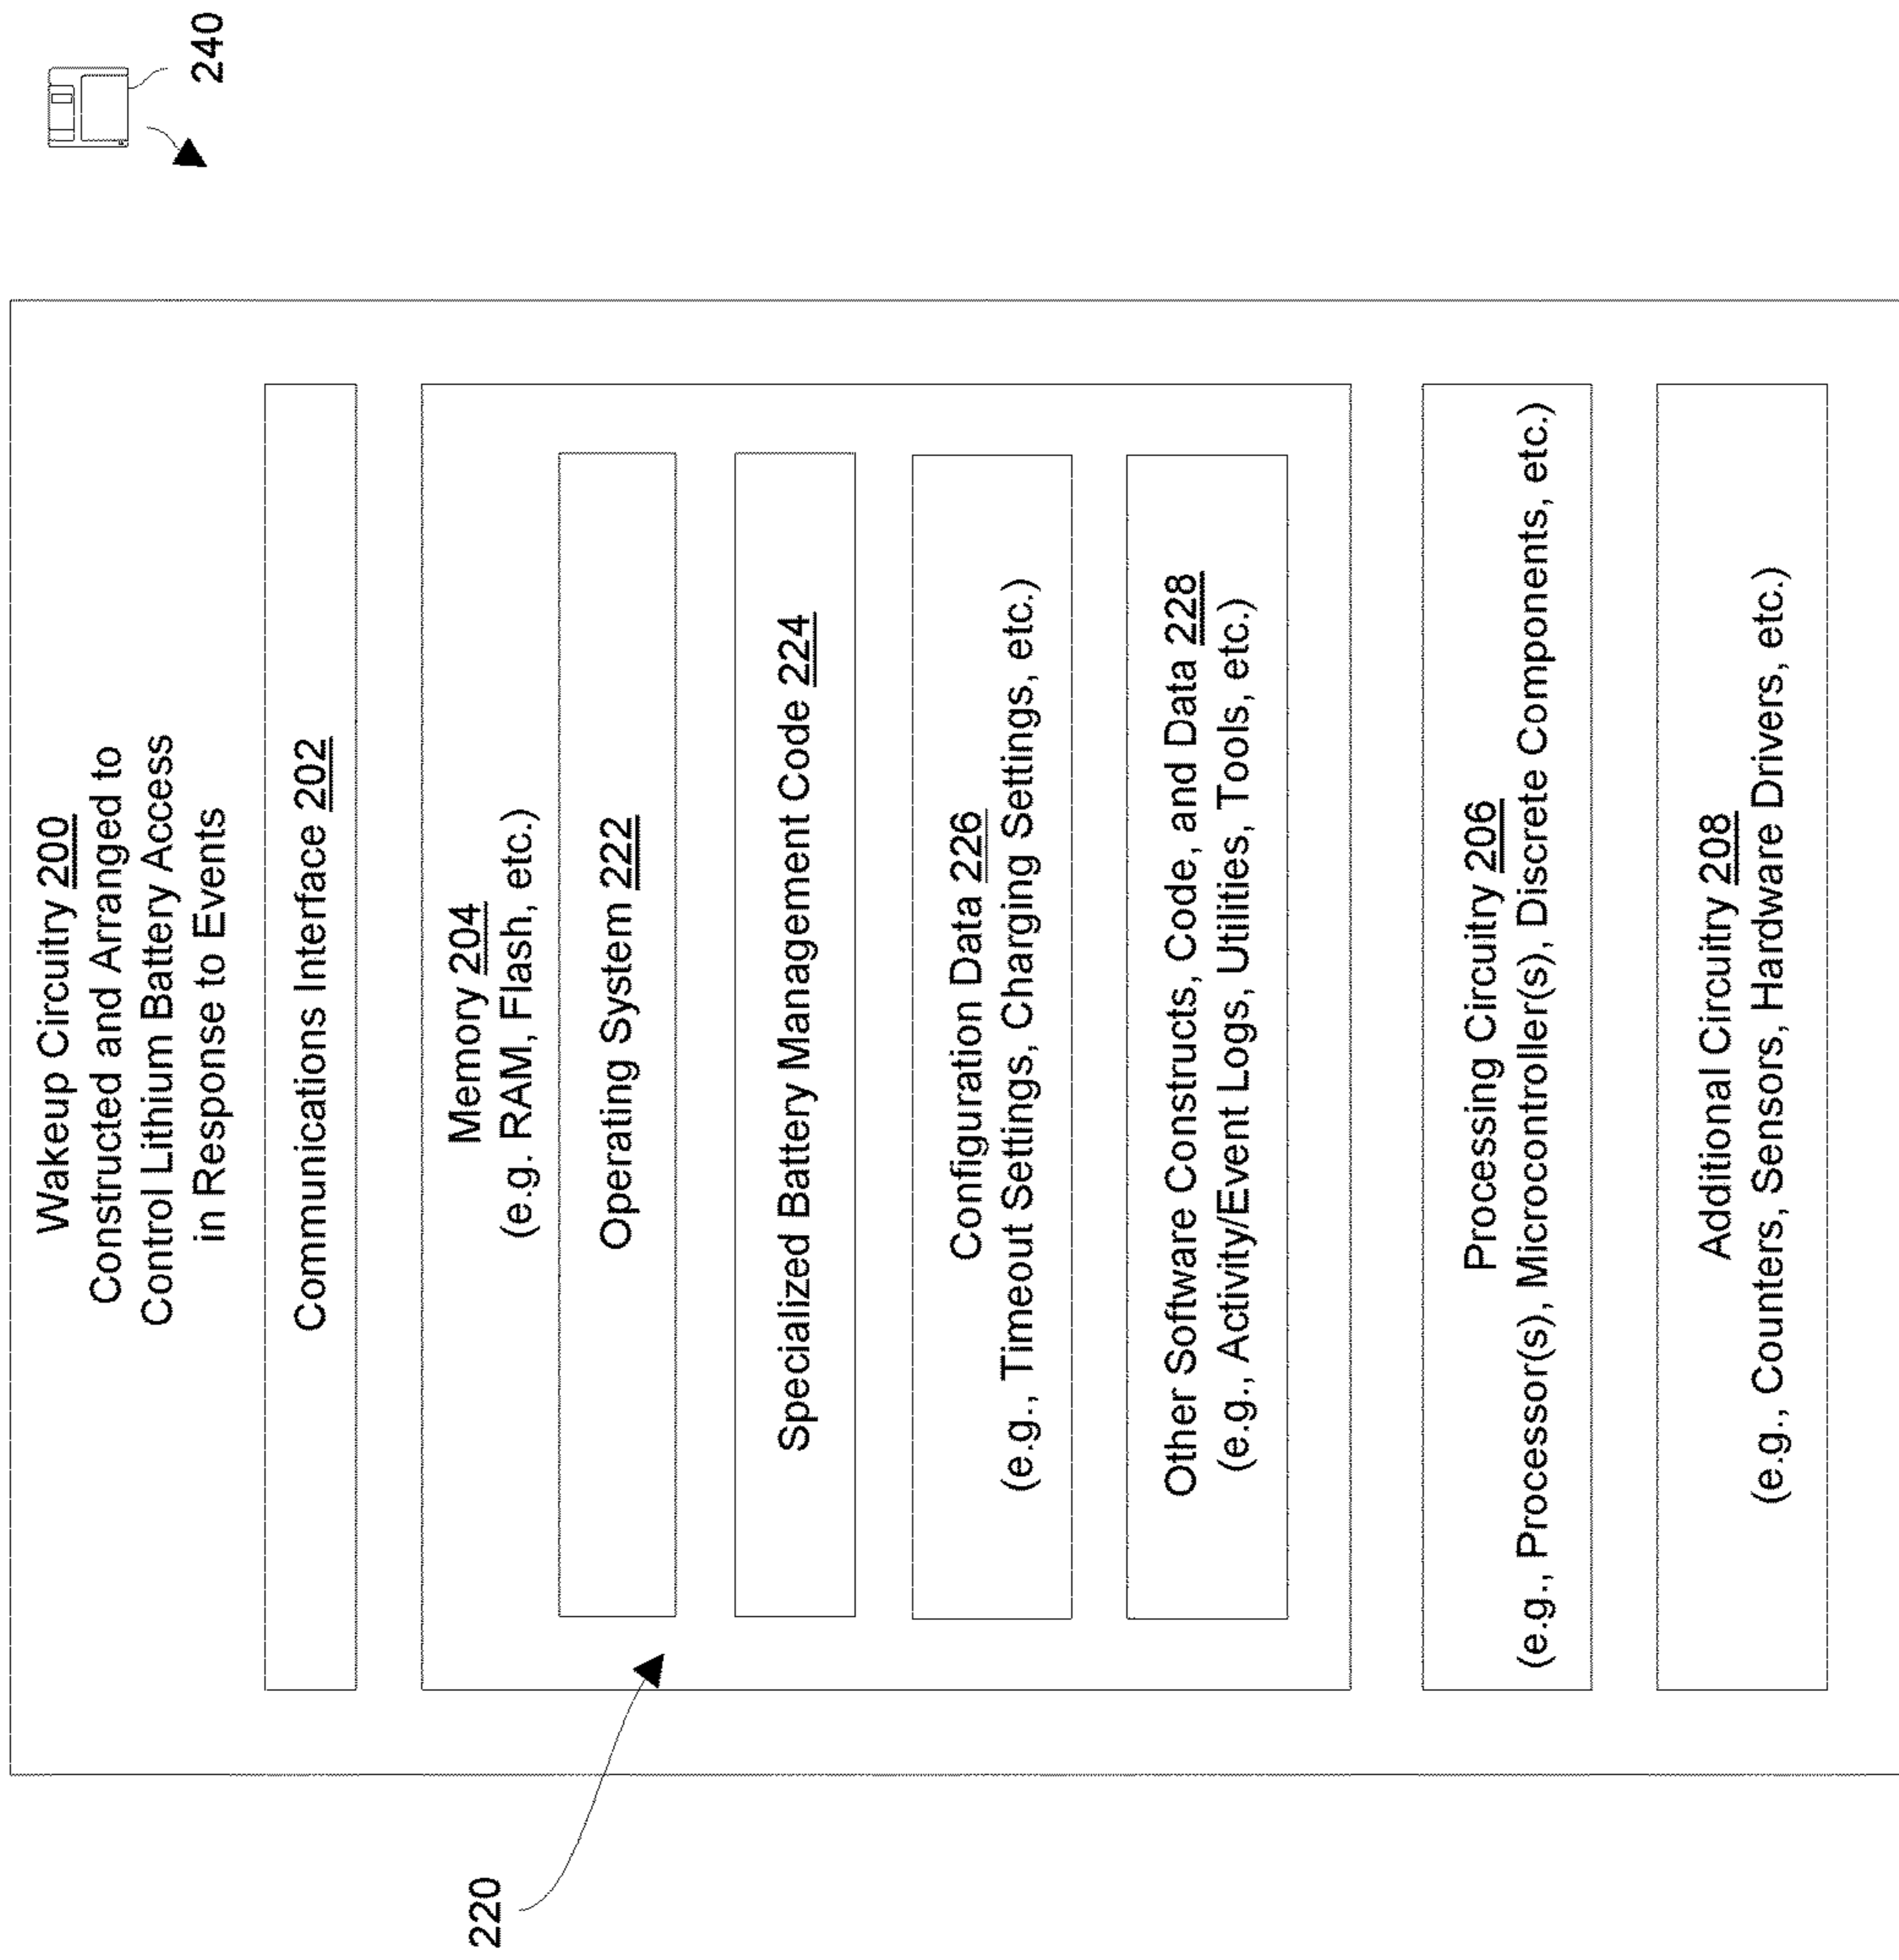 240
Wakeup Circuitry 200
Constructed and Arranged to
Control Lithium Battery Access
in Response to Events
Communications Interface 202
Memory 204
(e.g. RAM, Flash, etc.)
220
Operating System 222
Specialized Battery Management Code 224
Configuration Data 226
(e.g., Timeout Settings, Charging Settings, etc.)
Other Software Constructs, Code, and Data 228
(e.g., Activity/Event Logs, Utilities, Tools, etc.)
Processing Circuitry 206
(e.g., Processor(s), Microcontroller(s), Discrete Components, etc.)
Additional Circuitry 208
(e.g., Counters, Sensors, Hardware Drivers, etc.)